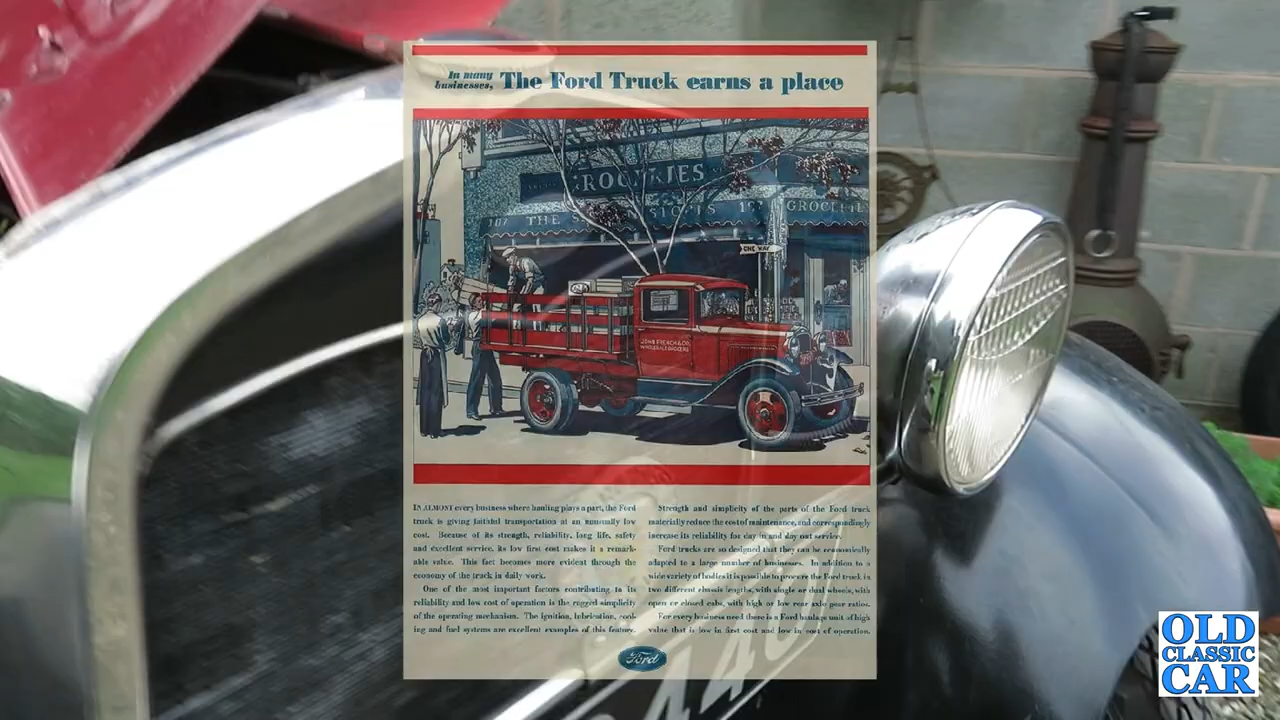 In many
businesses, The Ford Truck earns a place
GROCERIES
107 THE
GROCERIES
ONE WAY
JOHN FRENCH & CO.
WHOLESALE GROCERS
IN ALMOST every business where hauling plays a part, the Ford
truck is giving faithful transportation at an unusually low
cost. Because of its strength, reliability, long life, safety
and excellent service, its low first cost makes it a remark-
able value. This fact becomes more evident through the
economy of the truck in daily work.
One of the most important factors contributing to its
reliability and low cost of operation is the rugged simplicity
of the operating mechanism. The ignition, lubrication, cool-
ing and fuel systems are excellent examples of this feature.
Strength and simplicity of the parts of the Ford truck
materially reduce the cost of maintenance, and correspondingly
increase its reliability for day in and day out service.
Ford trucks are so designed that they can be economically
adapted to a large number of businesses. In addition to a
wide variety of bodies it is possible to procure the Ford truck in
two different chassis lengths, with single or dual wheels, with
open or closed cabs, with high or low rear axle gear ratios.
For every business need there is a Ford haulage unit of high
value that is low in first cost and low in cost of operation.
Ford
OLD
CLASSIC
CAR